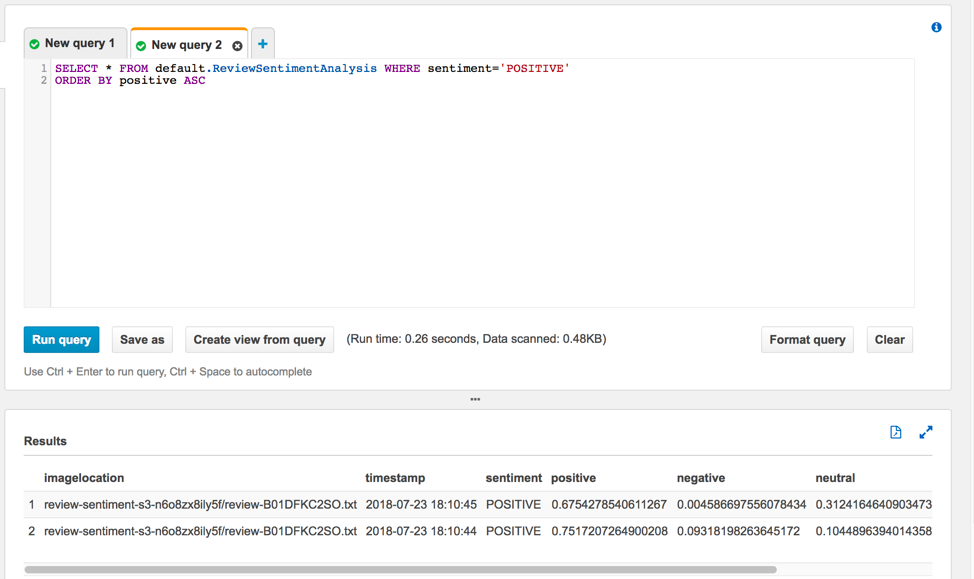 New query 1
New query 2
+
1 SELECT * FROM default.ReviewSentimentAnalysis WHERE sentiment='POSITIVE'
2 ORDER BY positive ASC
Run query Save as Create view from query (Run time: 0.26 seconds, Data scanned: 0.48KB) Format query Clear
Use Ctrl + Enter to run query, Ctrl + Space to autocomplete
Results
imagelocation timestamp sentiment positive negative neutral
1 review-sentiment-s3-n6o8zx8ily5f/review-B01DFKC2SO.txt 2018-07-23 18:10:45 POSITIVE 0.6754278540611267 0.004586697556078434 0.3124164640903473
2 review-sentiment-s3-n6o8zx8ily5f/review-B01DFKC2SO.txt 2018-07-23 18:10:44 POSITIVE 0.7517207264900208 0.09318198263645172 0.1044896394014358